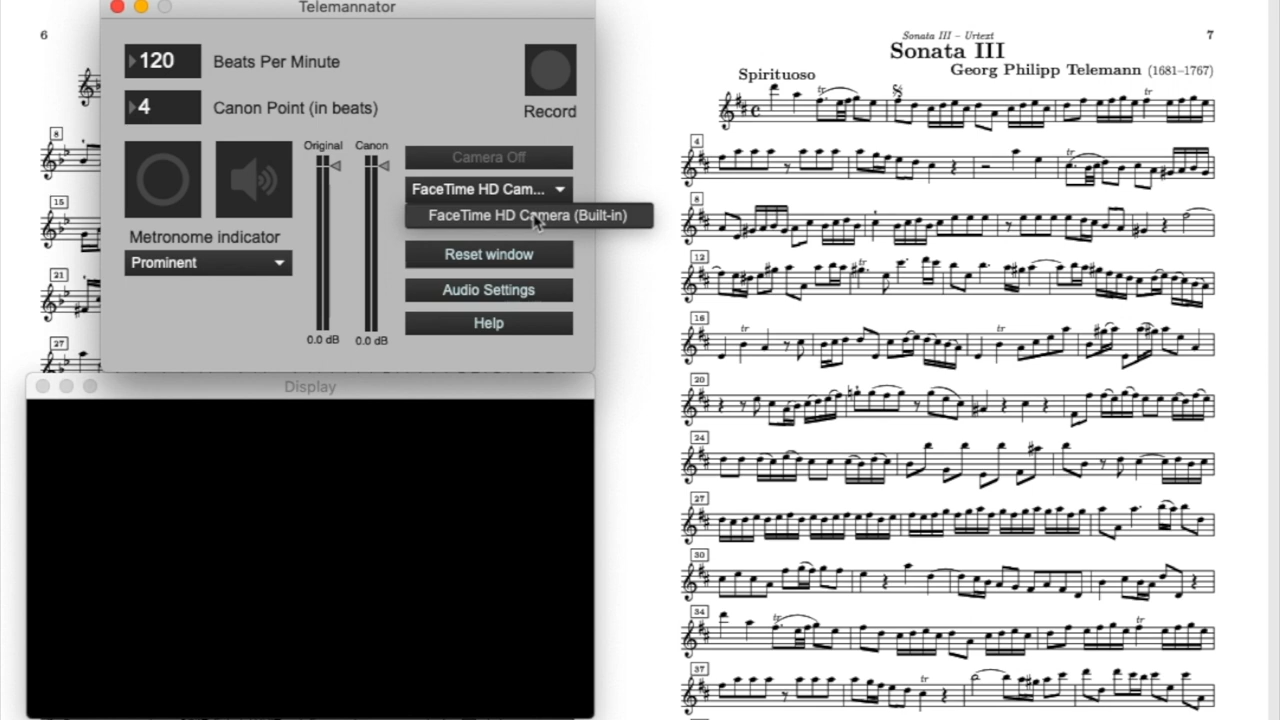 Telemannator
120 Beats Per Minute
4 Canon Point (in beats)
Record
Original Canon
Camera Off
FaceTime HD Cam...
FaceTime HD Camera (Built-in)
Metronome indicator
Prominent
Reset window
Audio Settings
Help
0.0 dB 0.0 dB
Display
6
8
15
21
27
Sonata III – Urtext
7
Sonata III
Spirituoso
Georg Philipp Telemann (1681–1767)
tr
𝄋
tr
4
tr
8
12
tr
16
tr
tr
20
24
27
30
34
tr
tr
37
tr